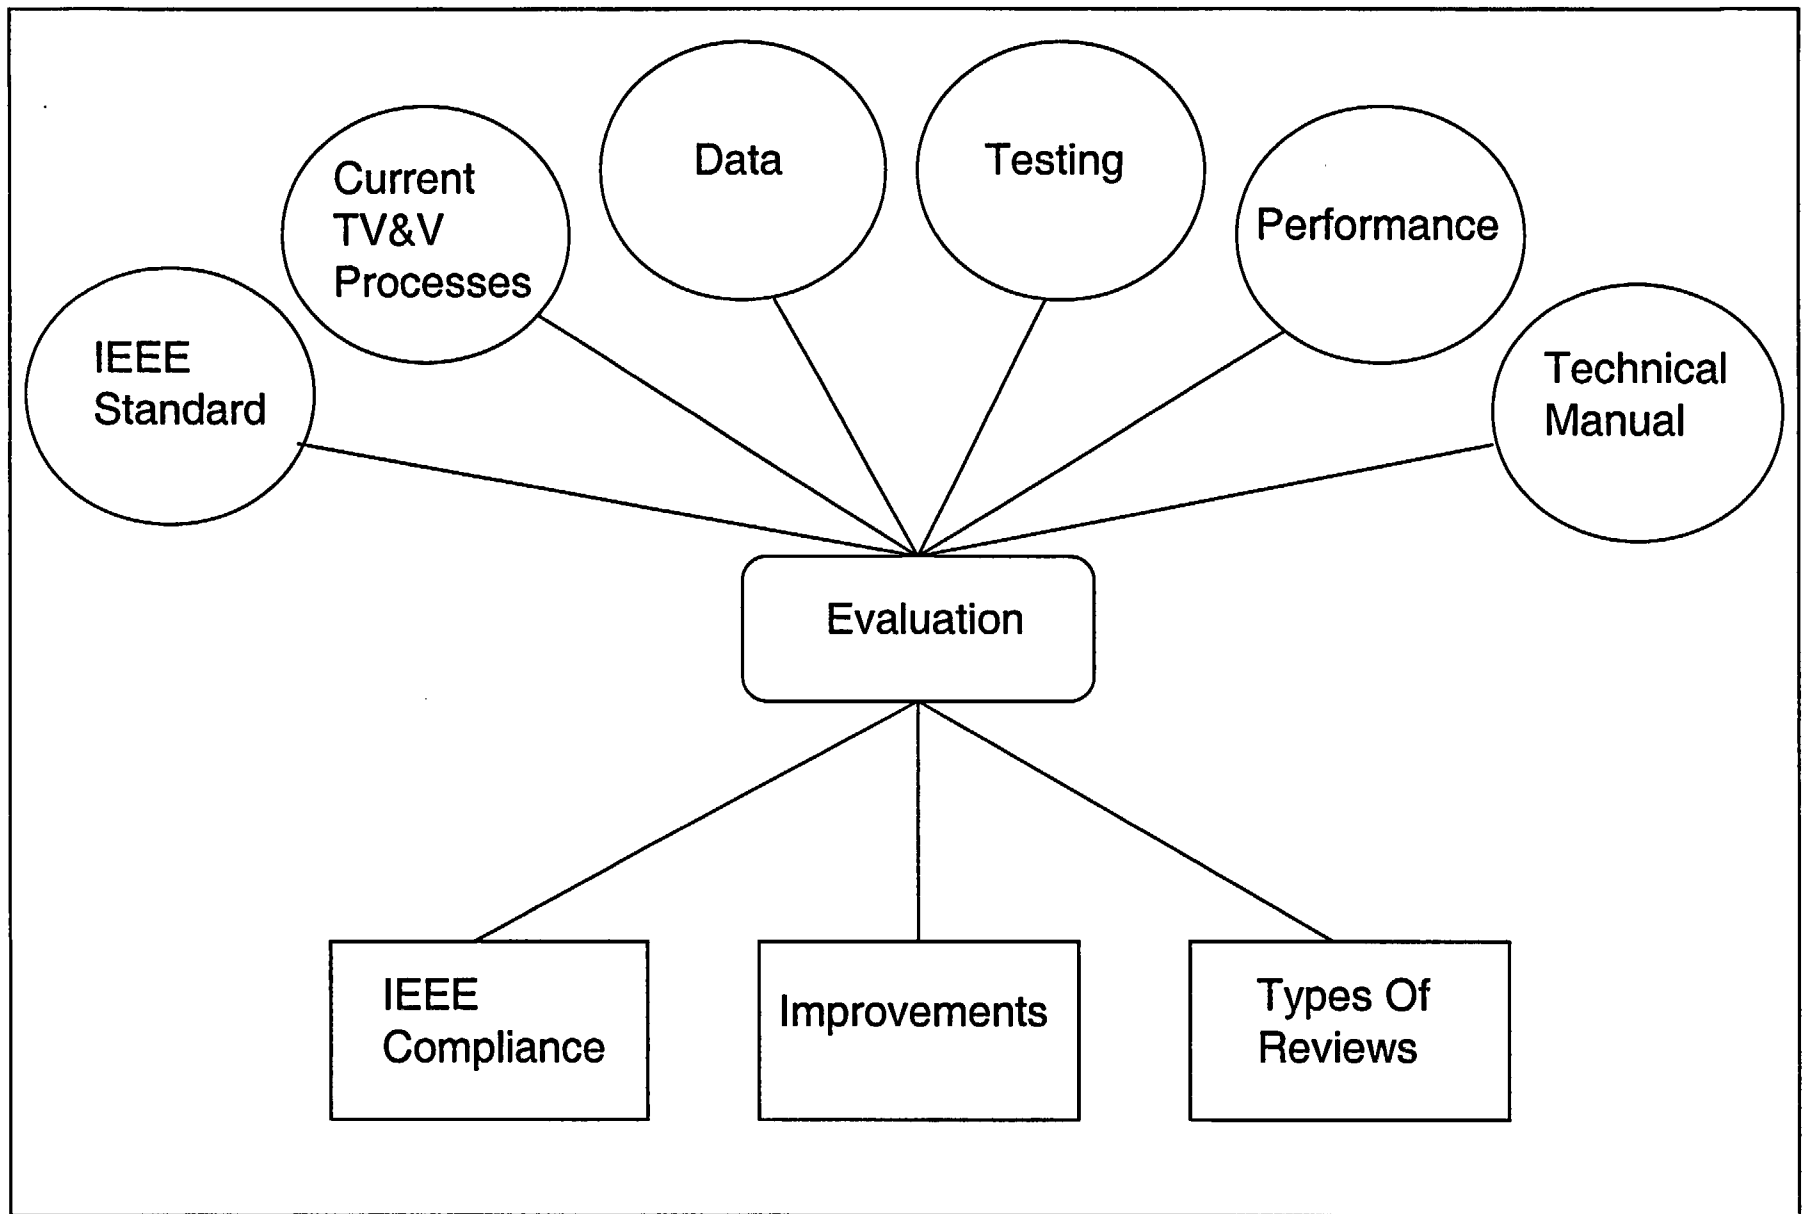 Data
Testing
Current
TV&V
Processes
Performance
IEEE
Standard
Technical
Manual
Evaluation
IEEE
Compliance
Improvements
Types Of
Reviews